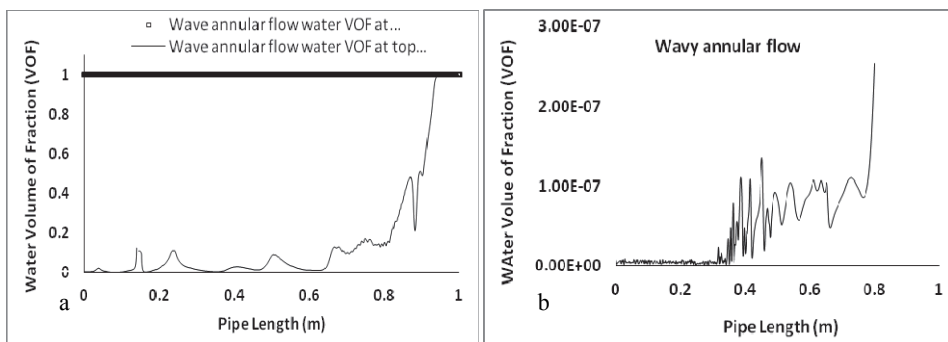 Wave annular flow water VOF at...
Wave annular flow water VOF at top...
Water Volume of Fraction (VOF)
1
0.8
0.6
0.4
0.2
0
0 0.2 0.4 0.6 0.8 1
a
Pipe Length (m)
Wavy annular flow
WAter Volue of Fraction (VOF)
3.00E-07
2.00E-07
1.00E-07
0.00E+00
0 0.2 0.4 0.6 0.8 1
b
Pipe Length (m)